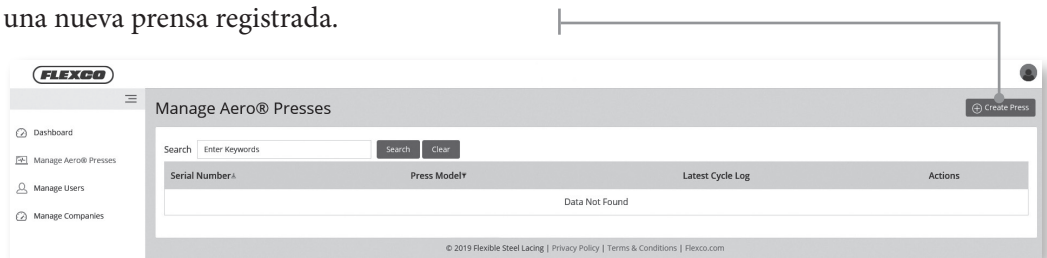 una nueva prensa registrada.
FLEXCO
Manage Aero® Presses
Create Press
Dashboard
Manage Aero® Presses
Manage Users
Manage Companies
Search Enter Keywords Search Clear
Serial Number Press Model Latest Cycle Log Actions
Data Not Found
© 2019 Flexible Steel Lacing | Privacy Policy | Terms & Conditions | Flexco.com